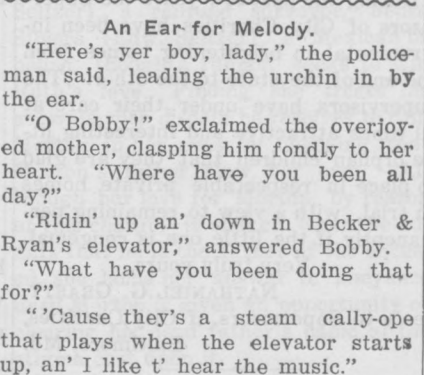 An Ear for Melody.
"Here's yer boy, lady," the police-
man said, leading the urchin in by
the ear.
"O Bobby!" exclaimed the overjoy-
ed mother, clasping him fondly to her
heart. "Where have you been all
day?"
"Ridin' up an' down in Becker &
Ryan's elevator," answered Bobby.
"What have you been doing that
for?"
"'Cause they's a steam cally-ope
that plays when the elevator starts
up, an' I like t' hear the music."